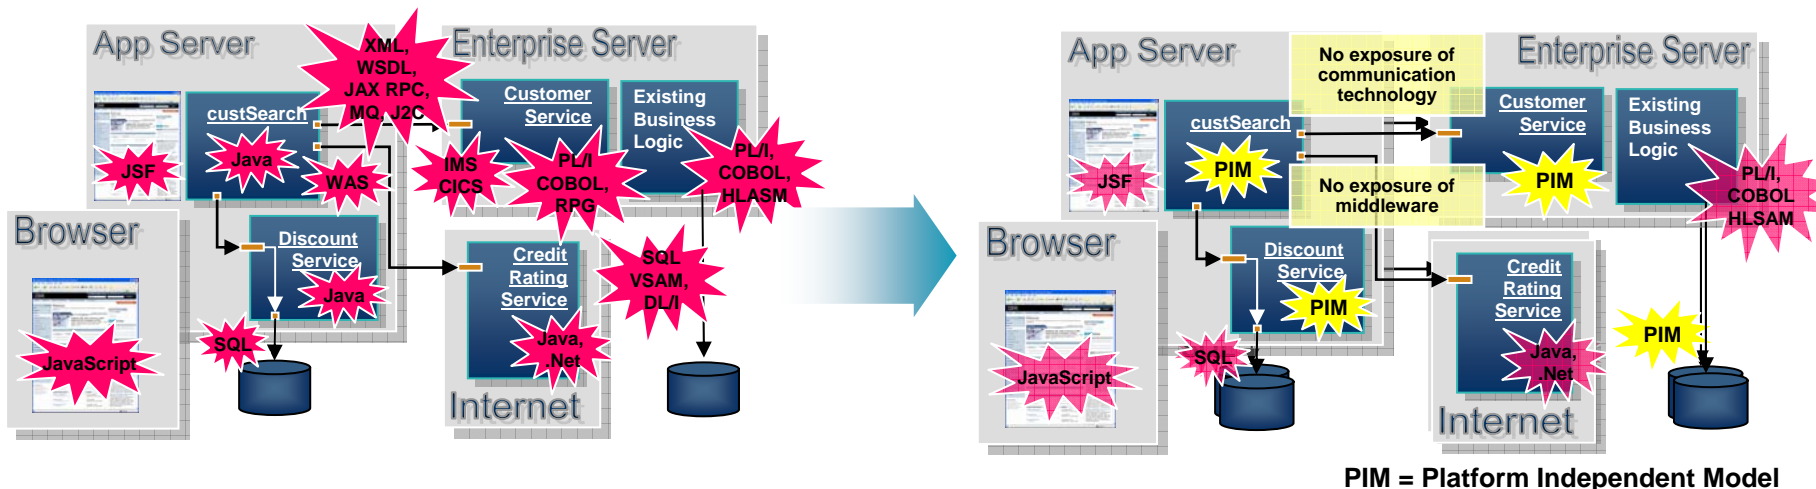 App Server
XML,
WSDL,
JAX RPC,
MQ, J2C
Enterprise Server
custSearch
Customer
Service
Existing
Business
Logic
JSF
Java
WAS
IMS
CICS
PL/I
COBOL,
RPG
PL/I,
COBOL,
HLASM
Browser
Discount
Service
Java
Credit
Rating
Service
SQL
VSAM,
DL/I
JavaScript
SQL
Java,
.Net
Internet
App Server
No exposure of
communication
technology
Enterprise Server
custSearch
Customer
Service
Existing
Business
Logic
JSF
PIM
PIM
PL/I,
COBOL
HLSAM
No exposure of
middleware
Browser
Discount
Service
PIM
Credit
Rating
Service
PIM
JavaScript
SQL
Java,
.Net
Internet
PIM = Platform Independent Model